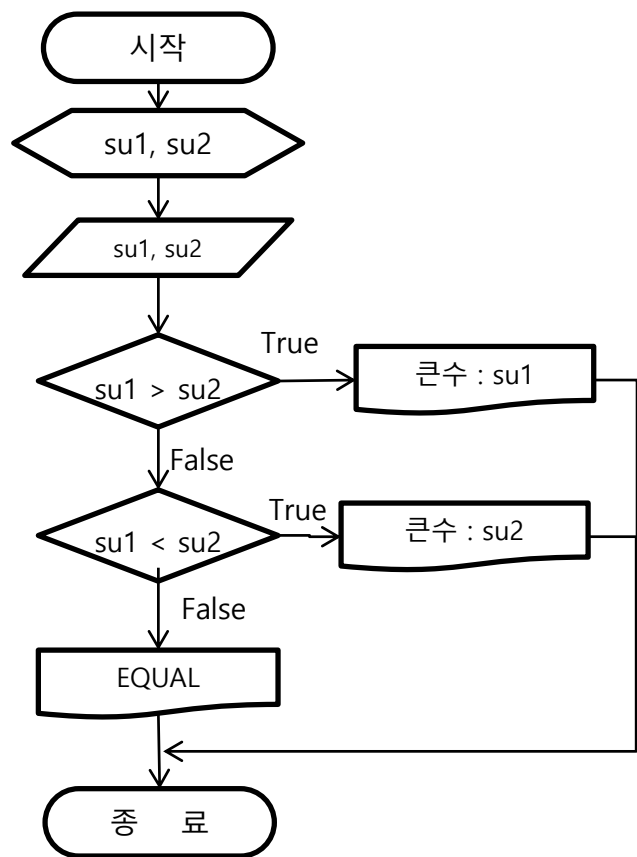 시작
su1, su2
su1, su2
True
su1 > su2
큰수 : su1
False
True
su1 < su2
큰수 : su2
False
EQUAL
종 료